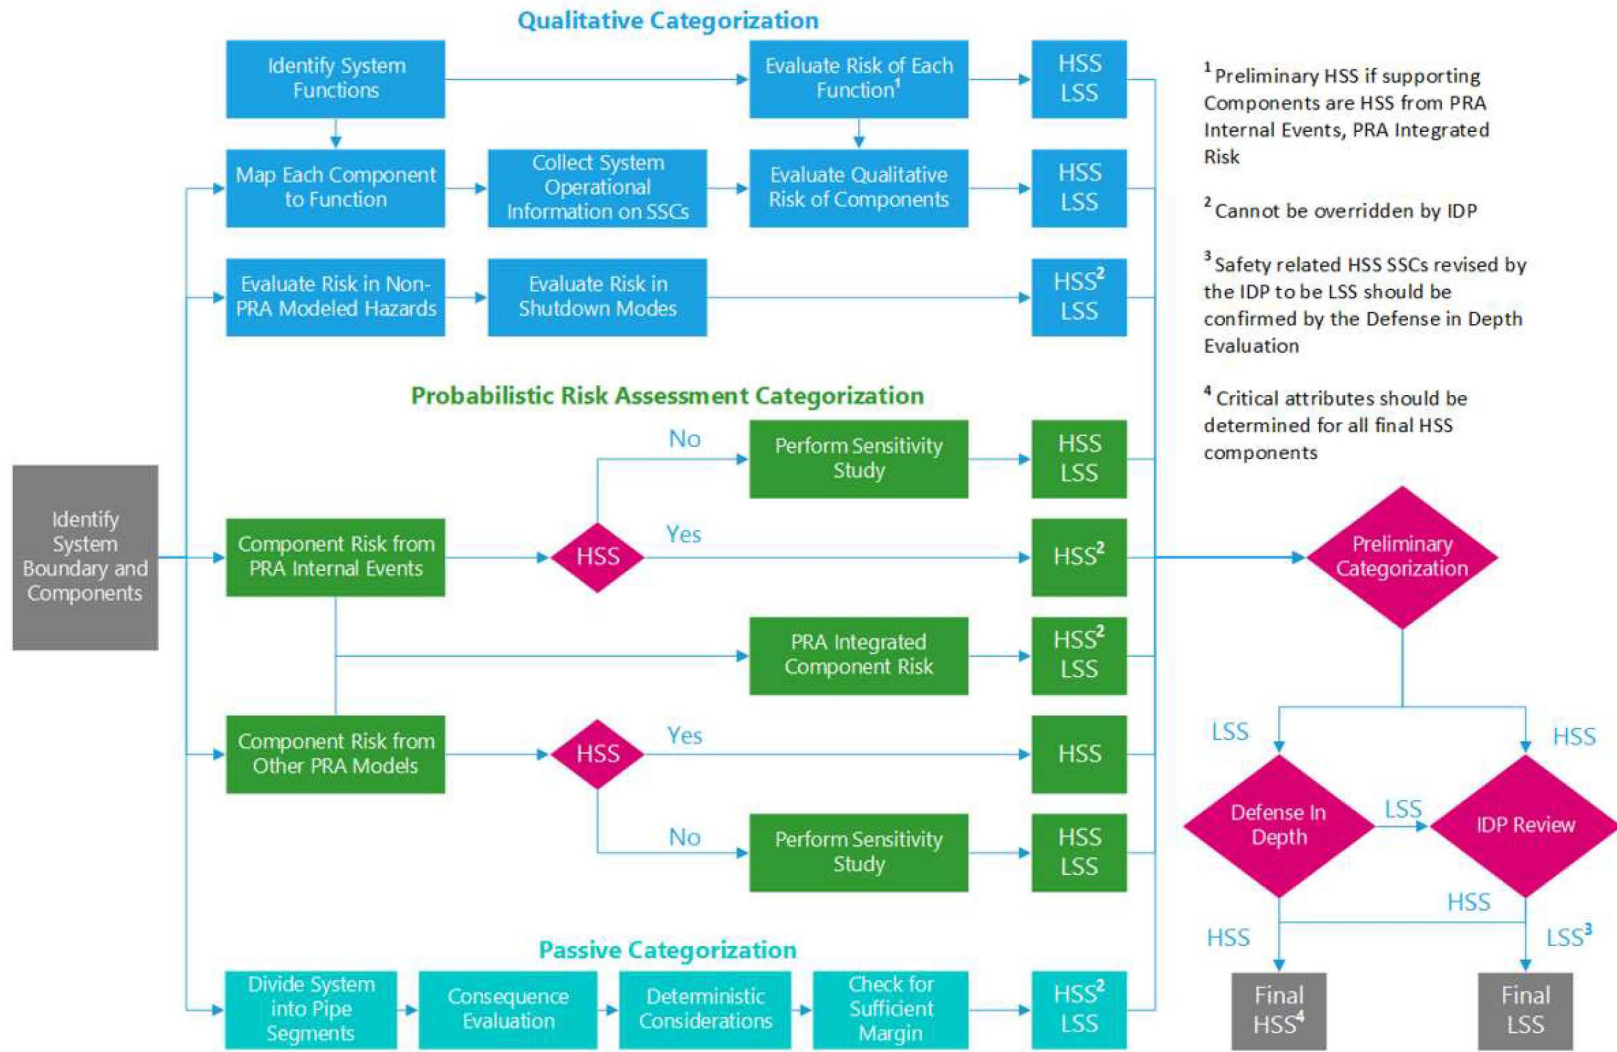 Qualitative Categorization
Identify System
Functions
Evaluate Risk of Each
Function¹
HSS
LSS
Map Each Component
to Function
Collect System
Operational
Information on SSCs
Evaluate Qualitative
Risk of Components
HSS
LSS
Evaluate Risk in Non-
PRA Modeled Hazards
Evaluate Risk in
Shutdown Modes
HSS²
LSS
¹ Preliminary HSS if supporting
Components are HSS from PRA
Internal Events, PRA Integrated
Risk
² Cannot be overridden by IDP
³ Safety related HSS SSCs revised by
the IDP to be LSS should be
confirmed by the Defense in Depth
Evaluation
⁴ Critical attributes should be
determined for all final HSS
components
Probabilistic Risk Assessment Categorization
Identify
System
Boundary and
Components
No
Perform Sensitivity
Study
HSS
LSS
Component Risk from
PRA Internal Events
HSS
Yes
HSS²
PRA Integrated
Component Risk
HSS²
LSS
Component Risk from
Other PRA Models
HSS
Yes
HSS
No
Perform Sensitivity
Study
HSS
LSS
Preliminary
Categorization
LSS
HSS
Defense In
Depth
LSS
IDP Review
HSS
HSS
LSS³
Final
HSS⁴
Final
LSS
Passive Categorization
Divide System
into Pipe
Segments
Consequence
Evaluation
Deterministic
Considerations
Check for
Sufficient
Margin
HSS²
LSS